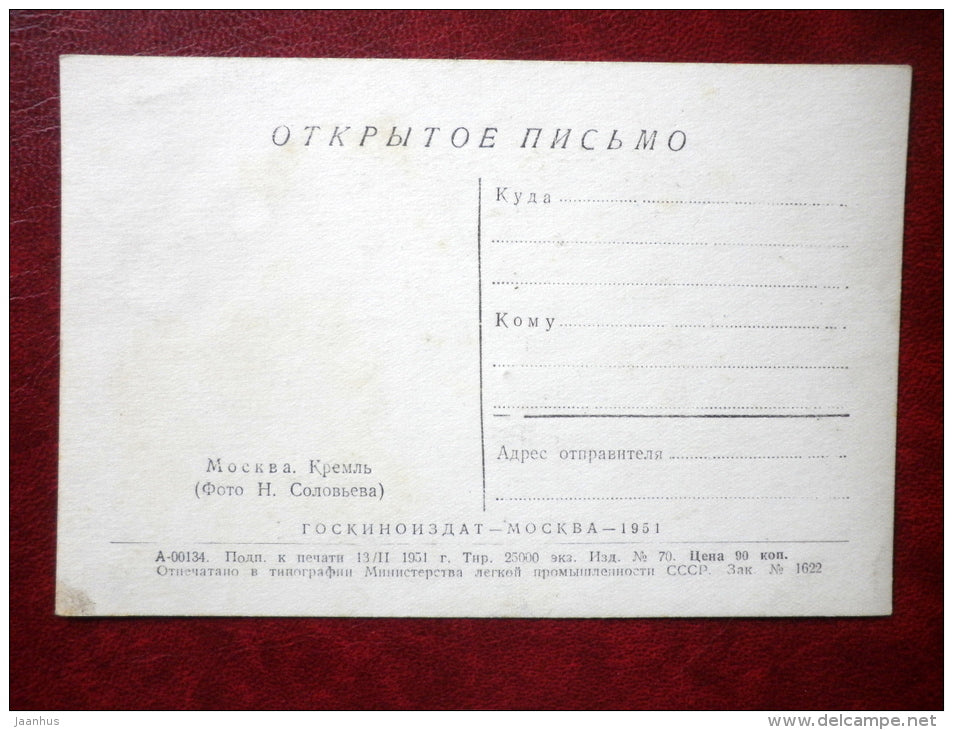 ОТКРЫТОЕ ПИСЬМО
Куда
Кому
Адрес отправителя
Москва. Кремль
(Фото Н. Соловьева)
ГОСКИНОИЗДАТ—МОСКВА—1951
А-00134. Подп. к печати 13/II 1951 г. Тир. 25000 экз. Изд. № 70. Цена 90 коп.
Отпечатано в типографии Министерства легкой промышленности СССР. Зак. № 1622
Jaanhus
www.delcampe.net